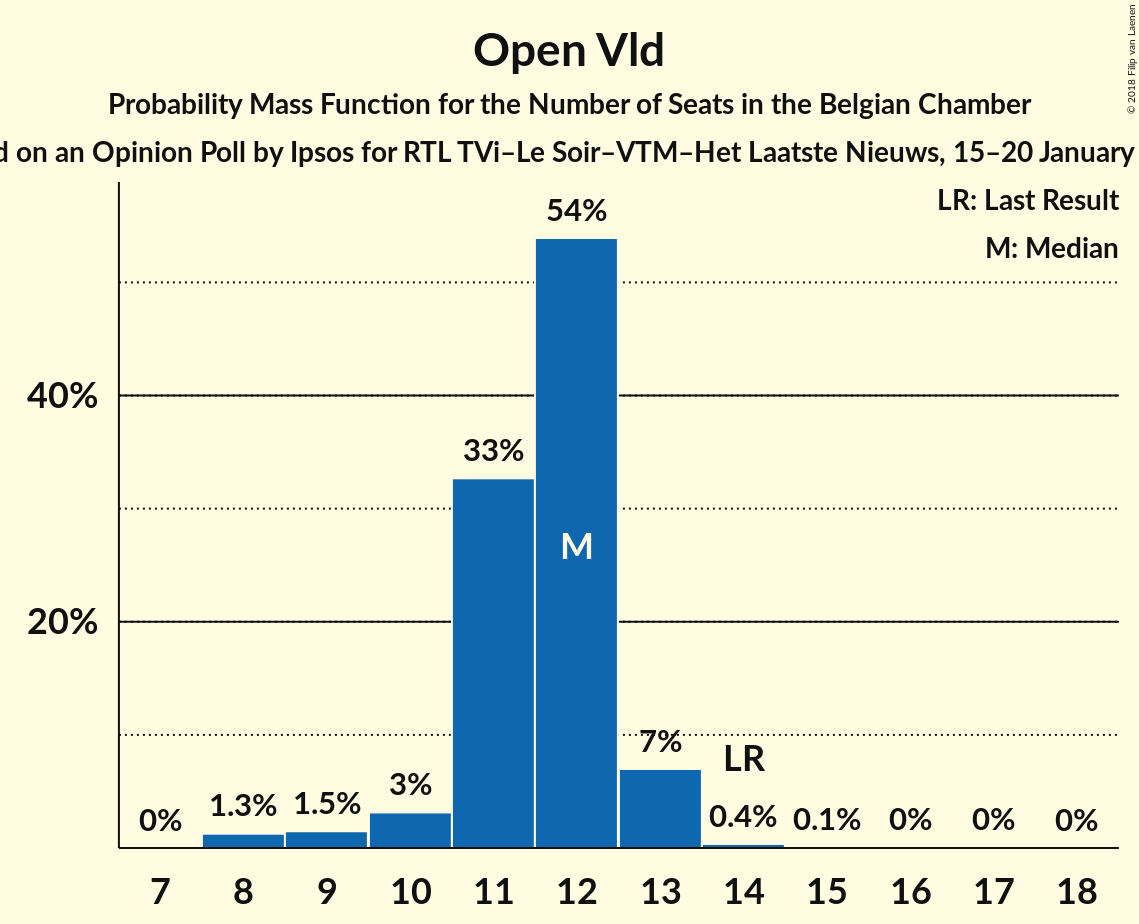 Open Vld
Probability Mass Function for the Number of Seats in the Belgian Chamber
on an Opinion Poll by Ipsos for RTL TVi–Le Soir–VTM–Het Laatste Nieuws, 15–20 January
© 2018 Filip van Laenen
LR: Last Result
M: Median
54%
40%
33%
M
20%
7%
LR
3%
1.5%
1.3%
0%
0.4%
0.1%
0%
0%
0%
7 8 9 10 11 12 13 14 15 16 17 18